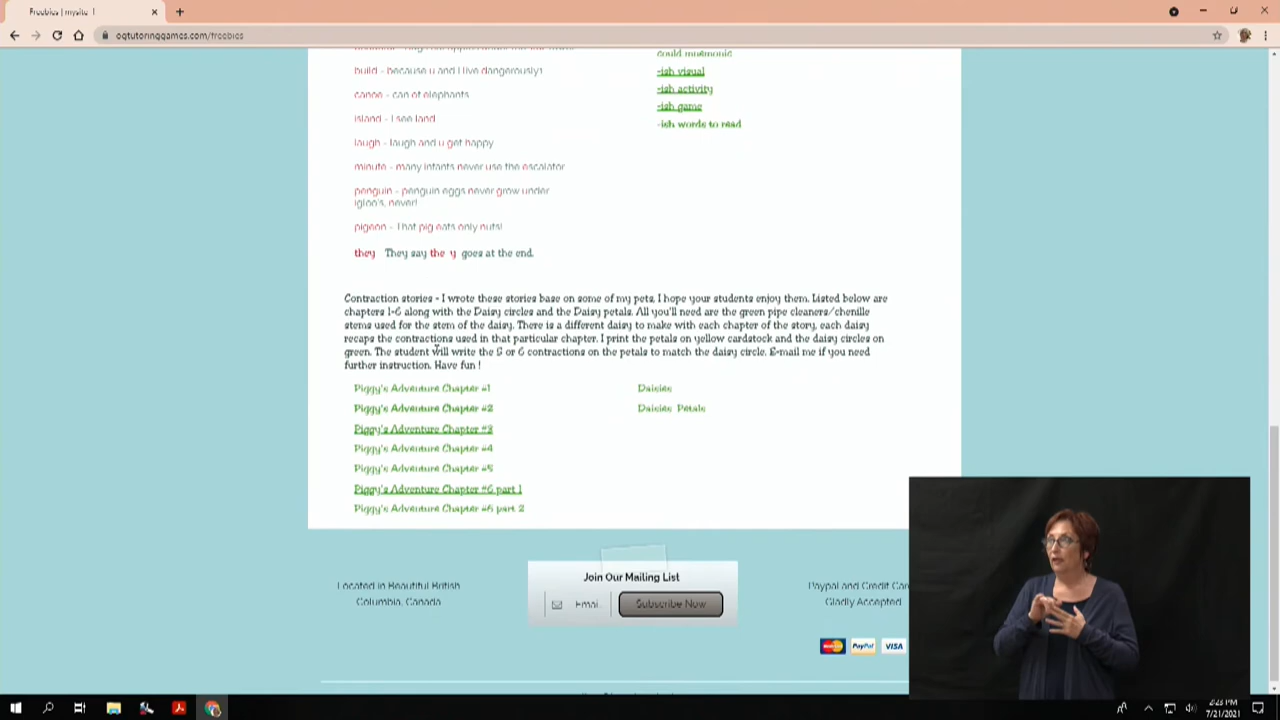 Freebies | mysite 1
ogtutoringgames.com/freebies
build - because u and I live dangerously!
canoe - can of elephants
island - I see land
laugh - laugh and u get happy
minute - many infants never use the escalator
penguin - penguin eggs never grow under
igloo's, never!
pigeon - That pig eats only nuts!
they They say the y goes at the end.
could mnemonic
-ish visual
-ish activity
-ish game
-ish words to read
Contraction stories - I wrote these stories base on some of my pets, I hope your students enjoy them. Listed below are
chapters 1-6 along with the Daisy circles and the Daisy petals. All you'll need are the green pipe cleaners/chenille
stems used for the stem of the daisy. There is a different daisy to make with each chapter of the story, each daisy
recaps the contractions used in that particular chapter. I print the petals on yellow cardstock and the daisy circles on
green. The student will write the 5 or 6 contractions on the petals to match the daisy circle. E-mail me if you need
further instruction. Have fun !
Piggy's Adventure Chapter #1
Piggy's Adventure Chapter #2
Piggy's Adventure Chapter #3
Piggy's Adventure Chapter #4
Piggy's Adventure Chapter #5
Piggy's Adventure Chapter #6 part 1
Piggy's Adventure Chapter #6 part 2
Daisies
Daisies Petals
Located in Beautiful British
Columbia, Canada
Join Our Mailing List
Email
Subscribe Now
Paypal and Credit Car
Gladly Accepted
PayPal
VISA
2:23 PM
7/21/2021